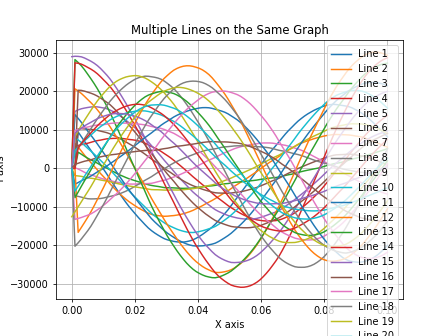 Multiple Lines on the Same Graph
30000
20000
10000
0
−10000
−20000
−30000
0.00
0.02
0.04
0.06
X axis
Line 1
Line 2
Line 3
Line 4
Line 5
Line 6
Line 7
Line 8
Line 9
Line 10
Line 11
Line 12
Line 13
Line 14
Line 15
Line 16
Line 17
Line 18
Line 19
Line 20